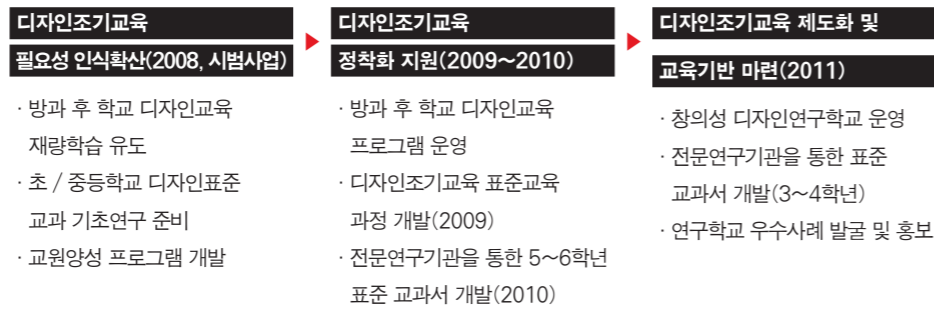 디자인조기교육
필요성 인식확산(2008, 시범사업)
· 방과 후 학교 디자인교육
재량학습 유도
· 초 / 중등학교 디자인표준
교과 기초연구 준비
· 교원양성 프로그램 개발
디자인조기교육
정착화 지원(2009~2010)
· 방과 후 학교 디자인교육
프로그램 운영
· 디자인조기교육 표준교육
과정 개발(2009)
· 전문연구기관을 통한 5~6학년
표준 교과서 개발(2010)
디자인조기교육 제도화 및
교육기반 마련(2011)
· 창의성 디자인연구학교 운영
· 전문연구기관을 통한 표준
교과서 개발(3~4학년)
· 연구학교 우수사례 발굴 및 홍보